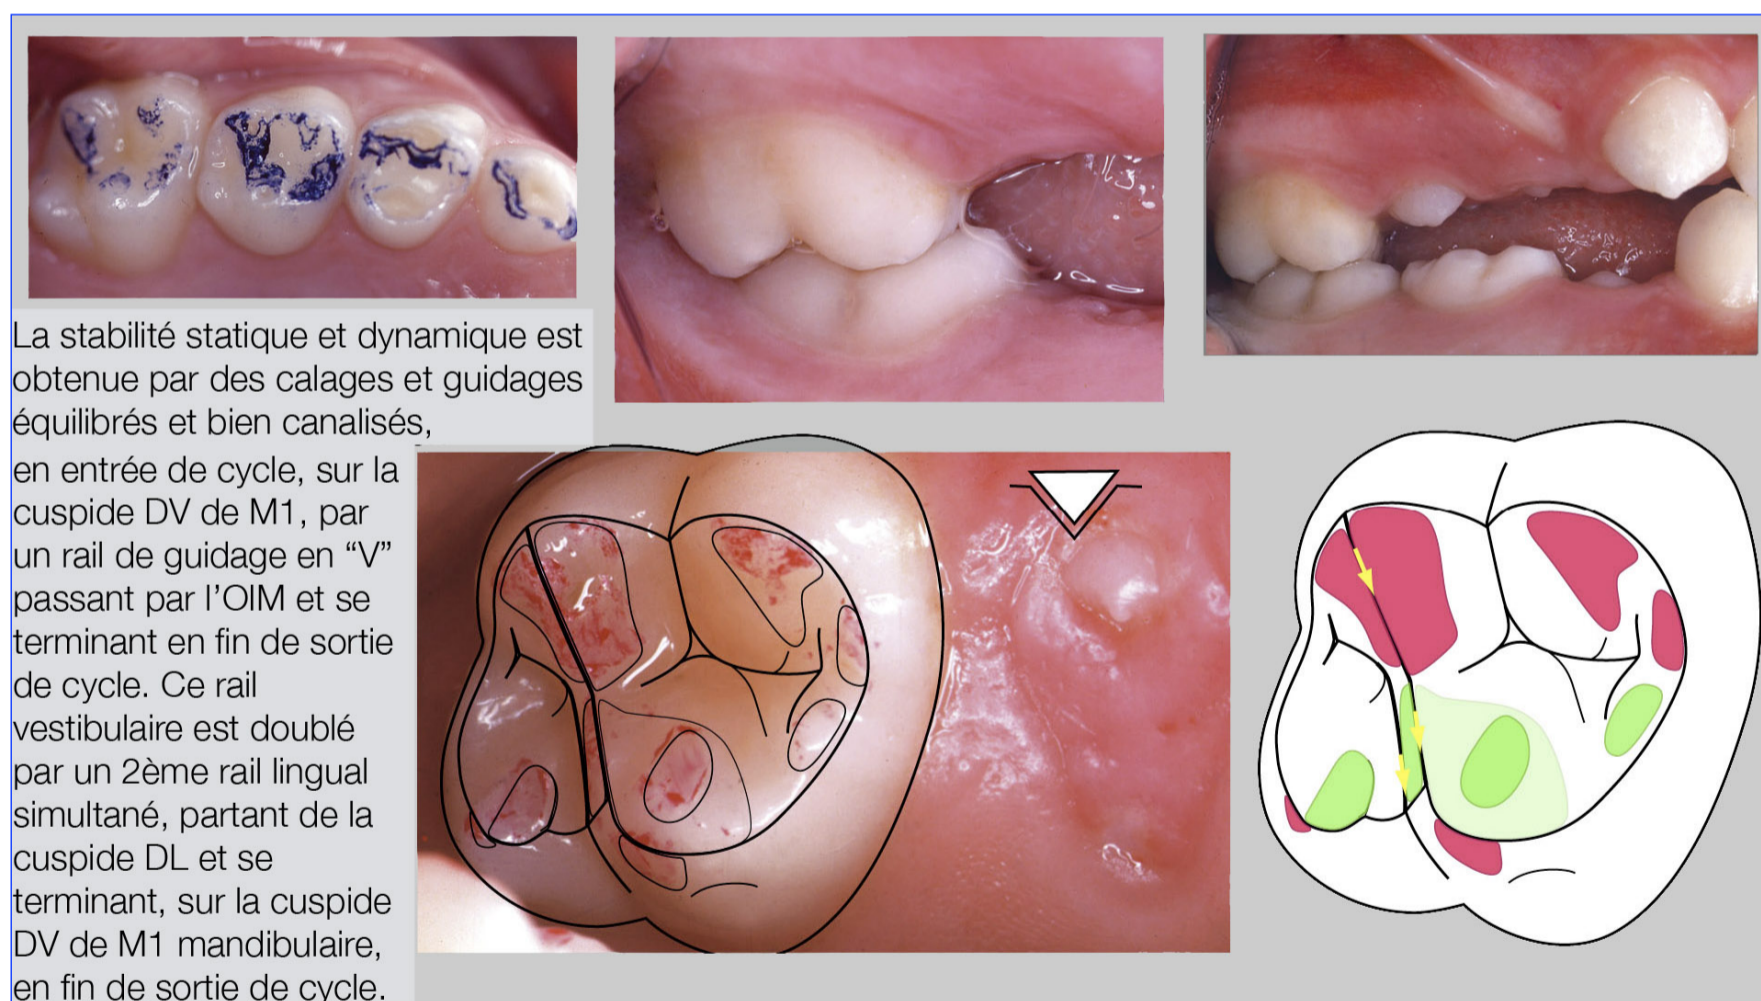 La stabilité statique et dynamique est
obtenue par des calages et guidages
équilibrés et bien canalisés,
en entrée de cycle, sur la
cuspide DV de M1, par
un rail de guidage en “V”
passant par l’OIM et se
terminant en fin de sortie
de cycle. Ce rail
vestibulaire est doublé
par un 2ème rail lingual
simultané, partant de la
cuspide DL et se
terminant, sur la cuspide
DV de M1 mandibulaire,
en fin de sortie de cycle.